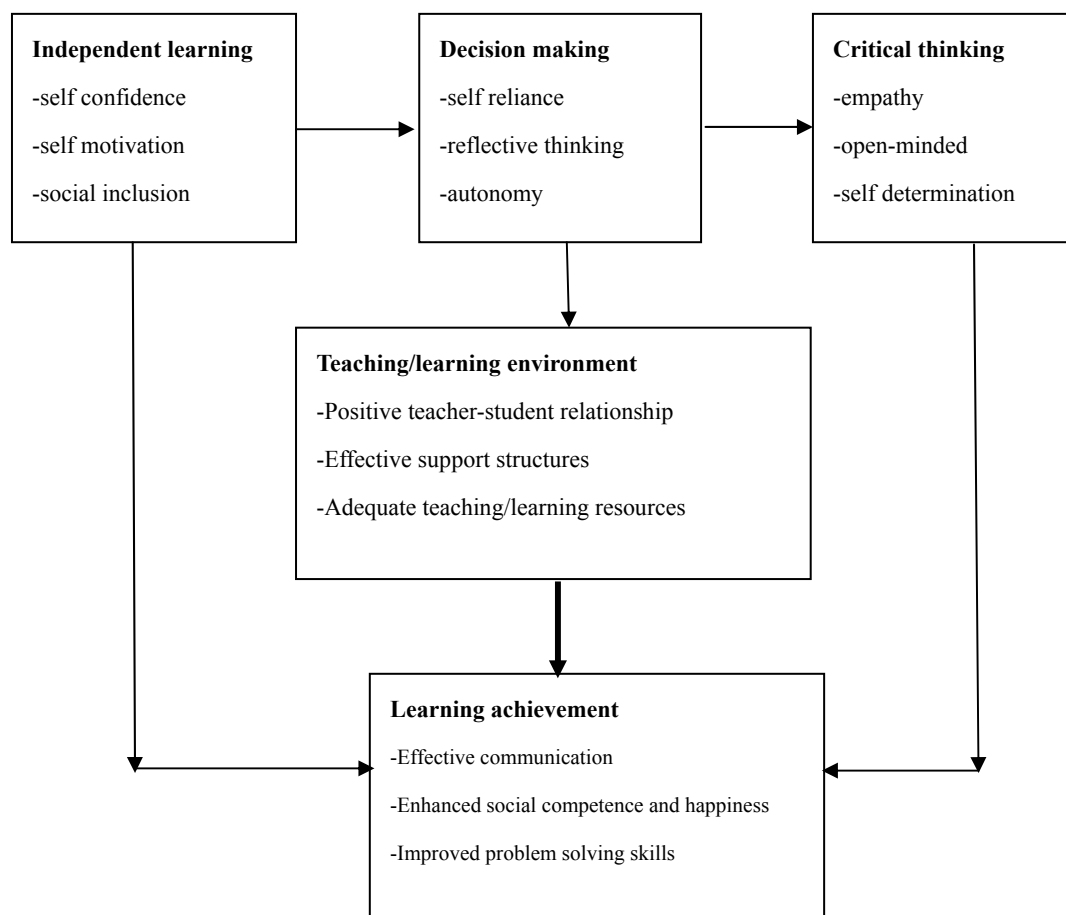 Independent learning
-self confidence
-self motivation
-social inclusion
Decision making
-self reliance
-reflective thinking
-autonomy
Critical thinking
-empathy
-open-minded
-self determination
Teaching/learning environment
-Positive teacher-student relationship
-Effective support structures
-Adequate teaching/learning resources
Learning achievement
-Effective communication
-Enhanced social competence and happiness
-Improved problem solving skills